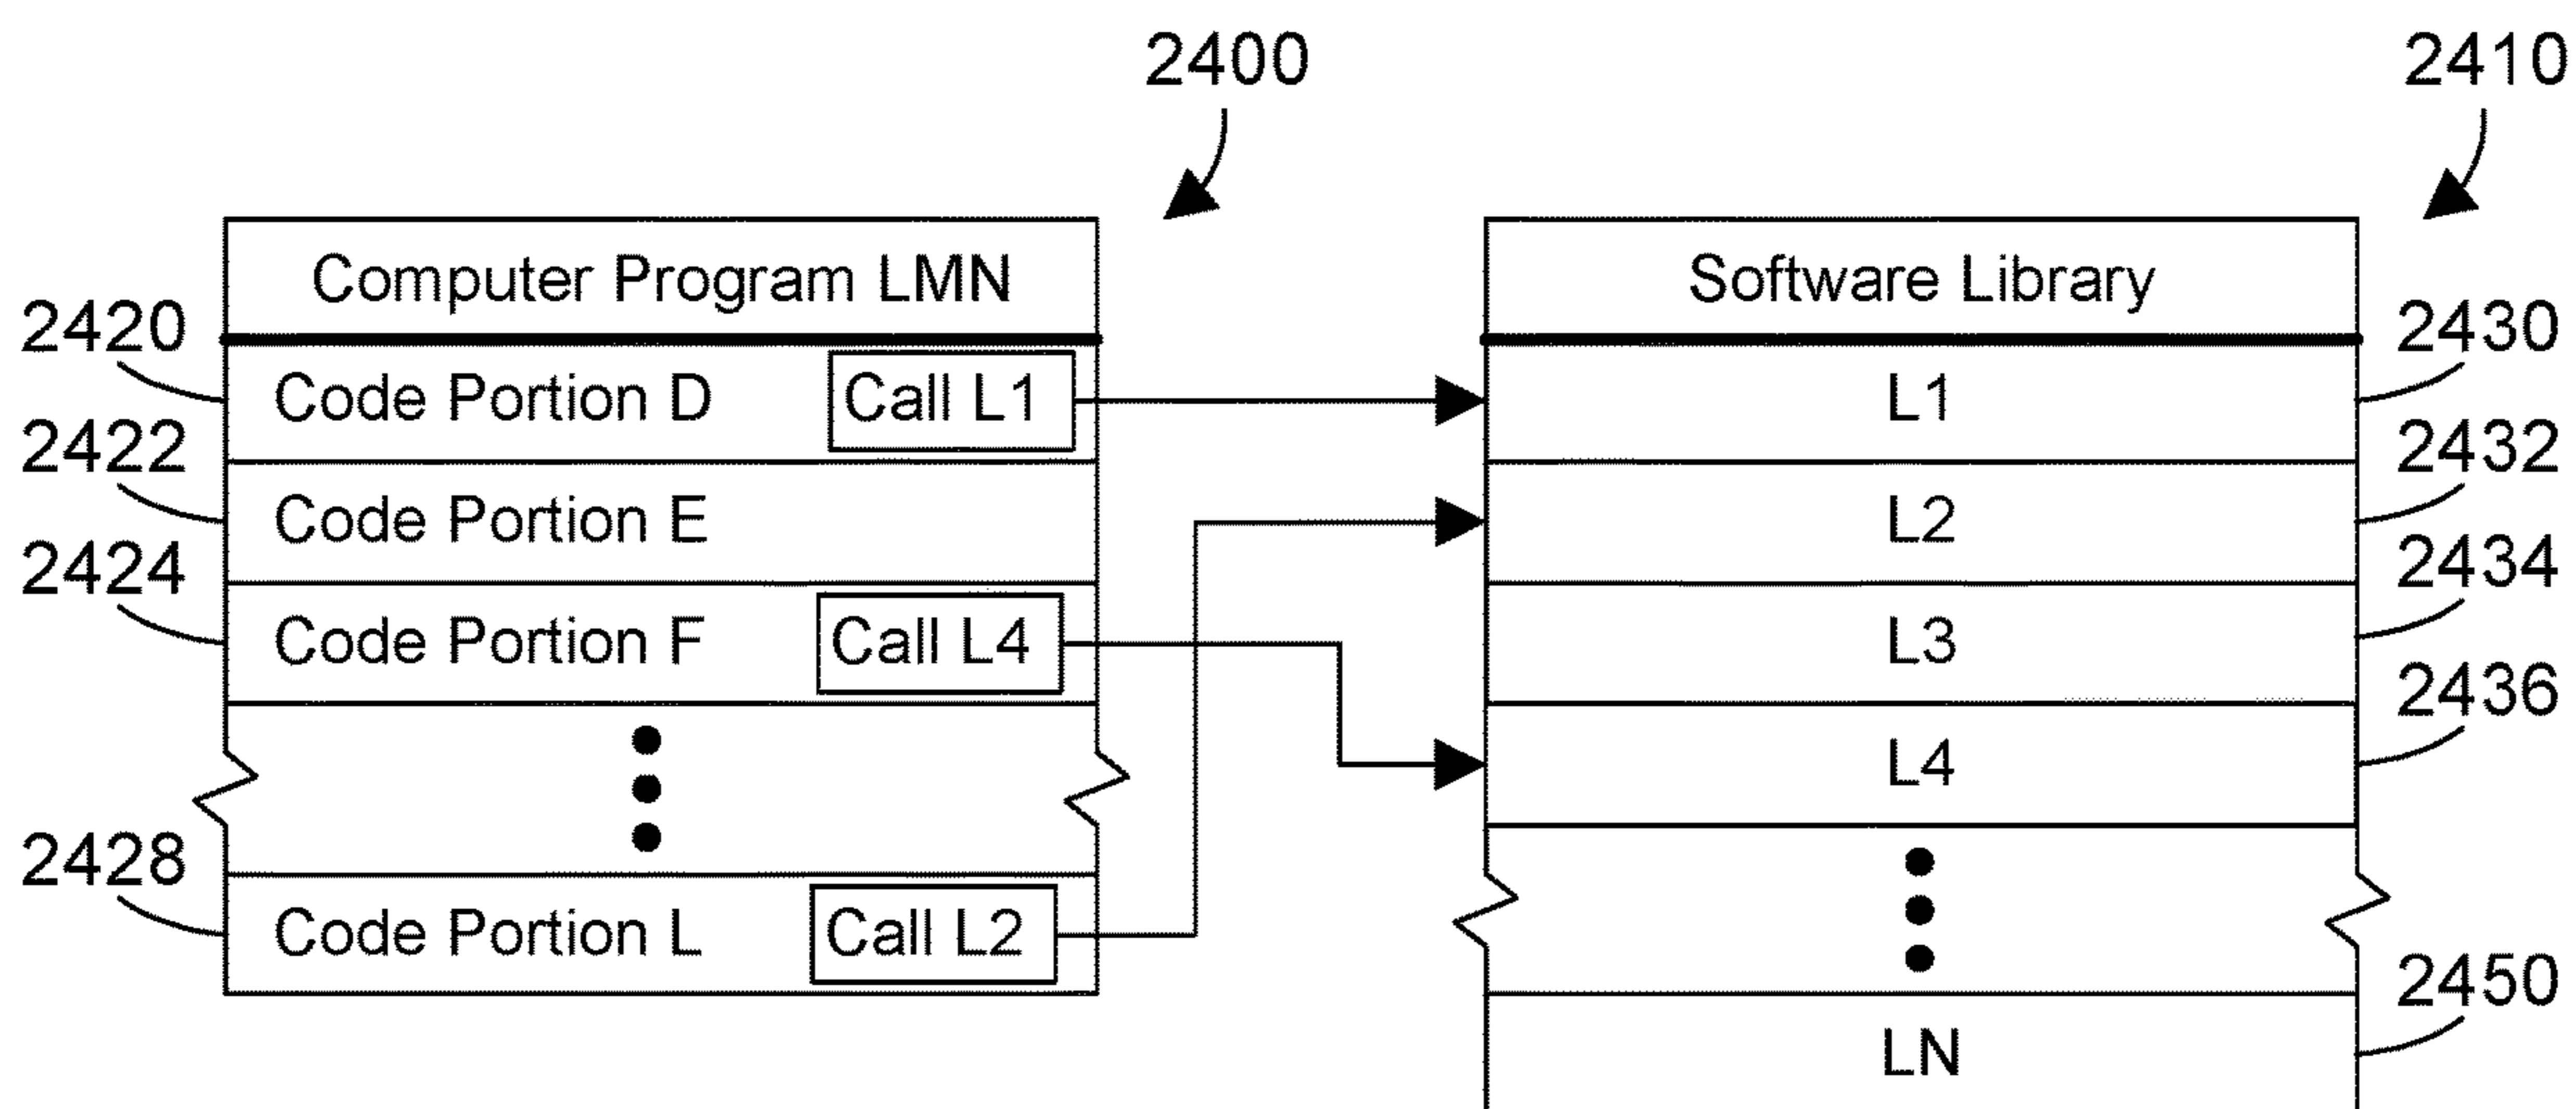 2400
2410
Computer Program LMN
Software Library
2420
2430
Code Portion D
Call L1
L1
2422
2432
Code Portion E
L2
2424
2434
Code Portion F
Call L4
L3
2436
L4
2428
Code Portion L
Call L2
2450
LN